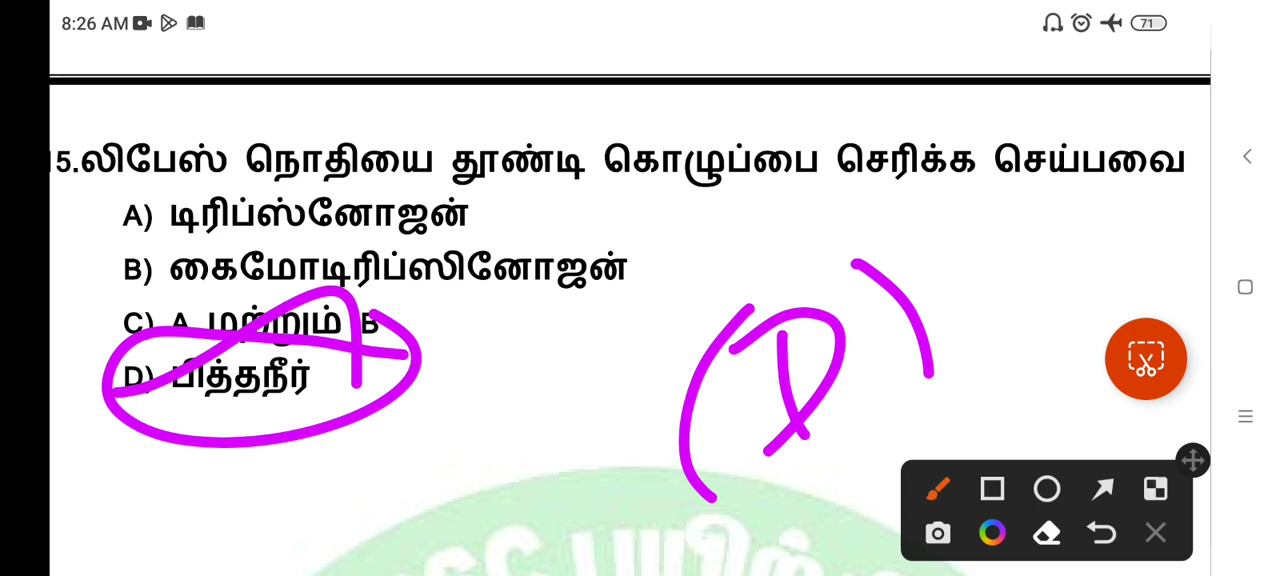 8:26 AM
71
15.லிபேஸ் நொதியை தூண்டி கொழுப்பை செரிக்க செய்பவை
A) டிரிப்ஸ்னோஜன்
B) கைமோடிரிப்ஸினோஜன்
C) A மற்றும் B
D) பித்தநீர்
(D)